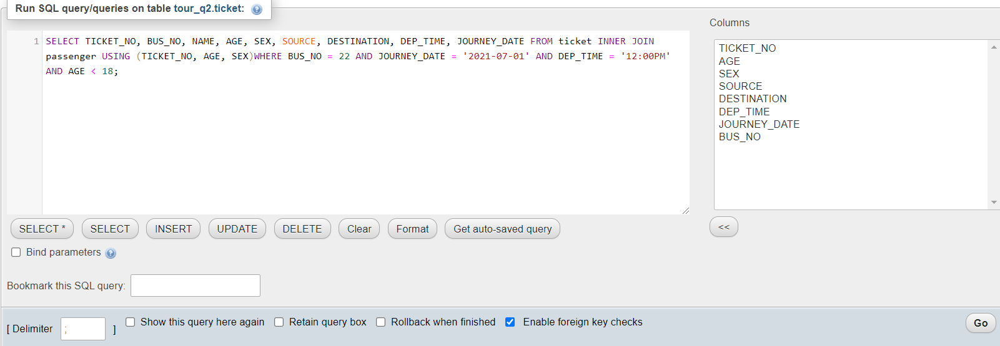 Run SQL query/queries on table tour_q2.ticket:
Columns
1 SELECT TICKET_NO, BUS_NO, NAME, AGE, SEX, SOURCE, DESTINATION, DEP_TIME, JOURNEY_DATE FROM ticket INNER JOIN
passenger USING (TICKET_NO, AGE, SEX)WHERE BUS_NO = 22 AND JOURNEY_DATE = '2021-07-01' AND DEP_TIME = '12:00PM'
AND AGE < 18;
TICKET_NO
AGE
SEX
SOURCE
DESTINATION
DEP_TIME
JOURNEY_DATE
BUS_NO
SELECT * SELECT INSERT UPDATE DELETE Clear Format Get auto-saved query
<<
Bind parameters
Bookmark this SQL query:
[ Delimiter ; ] Show this query here again Retain query box Rollback when finished Enable foreign key checks Go